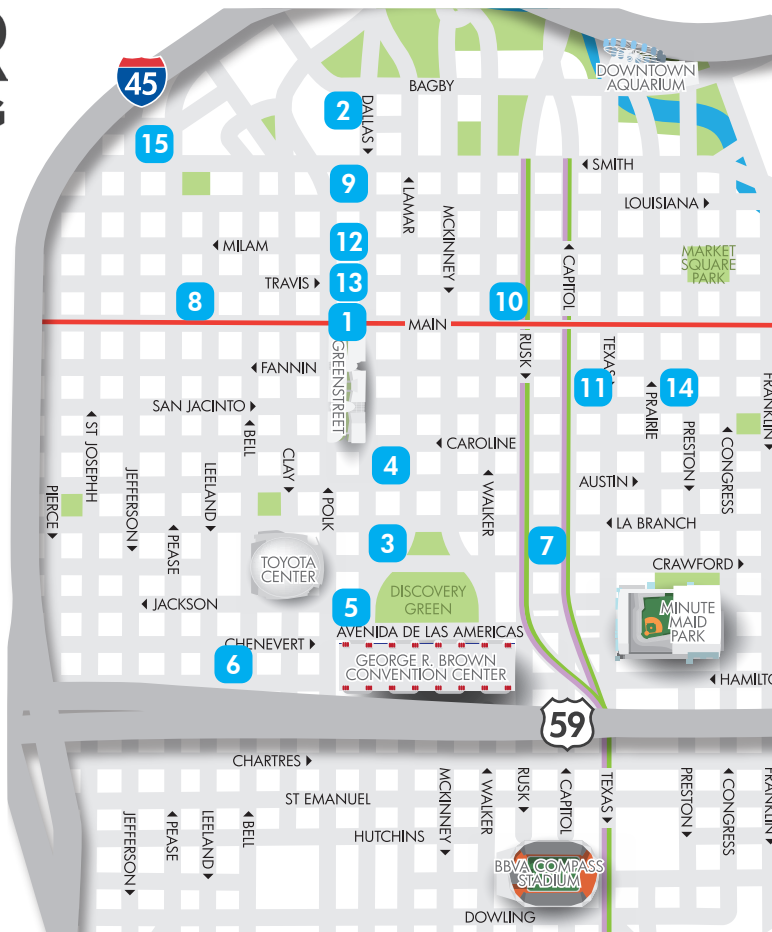 R
G
45
DOWNTOWN
AQUARIUM
BAGBY
2
DALLAS
15
SMITH
9
LAMAR
LOUISIANA
MCKINNEY
12
MILAM
MARKET
SQUARE
PARK
CAPITOL
TRAVIS
13
8
10
1
MAIN
RUSK
TEXAS
GREENSTREET
FANNIN
11
PRAIRIE
14
FRANKLIN
SAN JACINTO
ST JOSEPHH
BELL
CAROLINE
CONGRESS
PRESTON
4
CLAY
LEELAND
JEFFERSON
WALKER
AUSTIN
PIERCE
POLK
LA BRANCH
PEASE
3
7
TOYOTA
CENTER
CRAWFORD
DISCOVERY
GREEN
JACKSON
5
MINUTE
MAID
PARK
AVENIDA DE LAS AMERICAS
CHENEVERT
6
GEORGE R. BROWN
CONVENTION CENTER
HAMILTO
59
CHARTRES
ST EMANUEL
MCKINNEY
WALKER
RUSK
CAPITOL
TEXAS
PRESTON
CONGRESS
FRANKLIN
JEFFERSON
PEASE
LEELAND
BELL
HUTCHINS
BBVA COMPASS
STADIUM
DOWLING